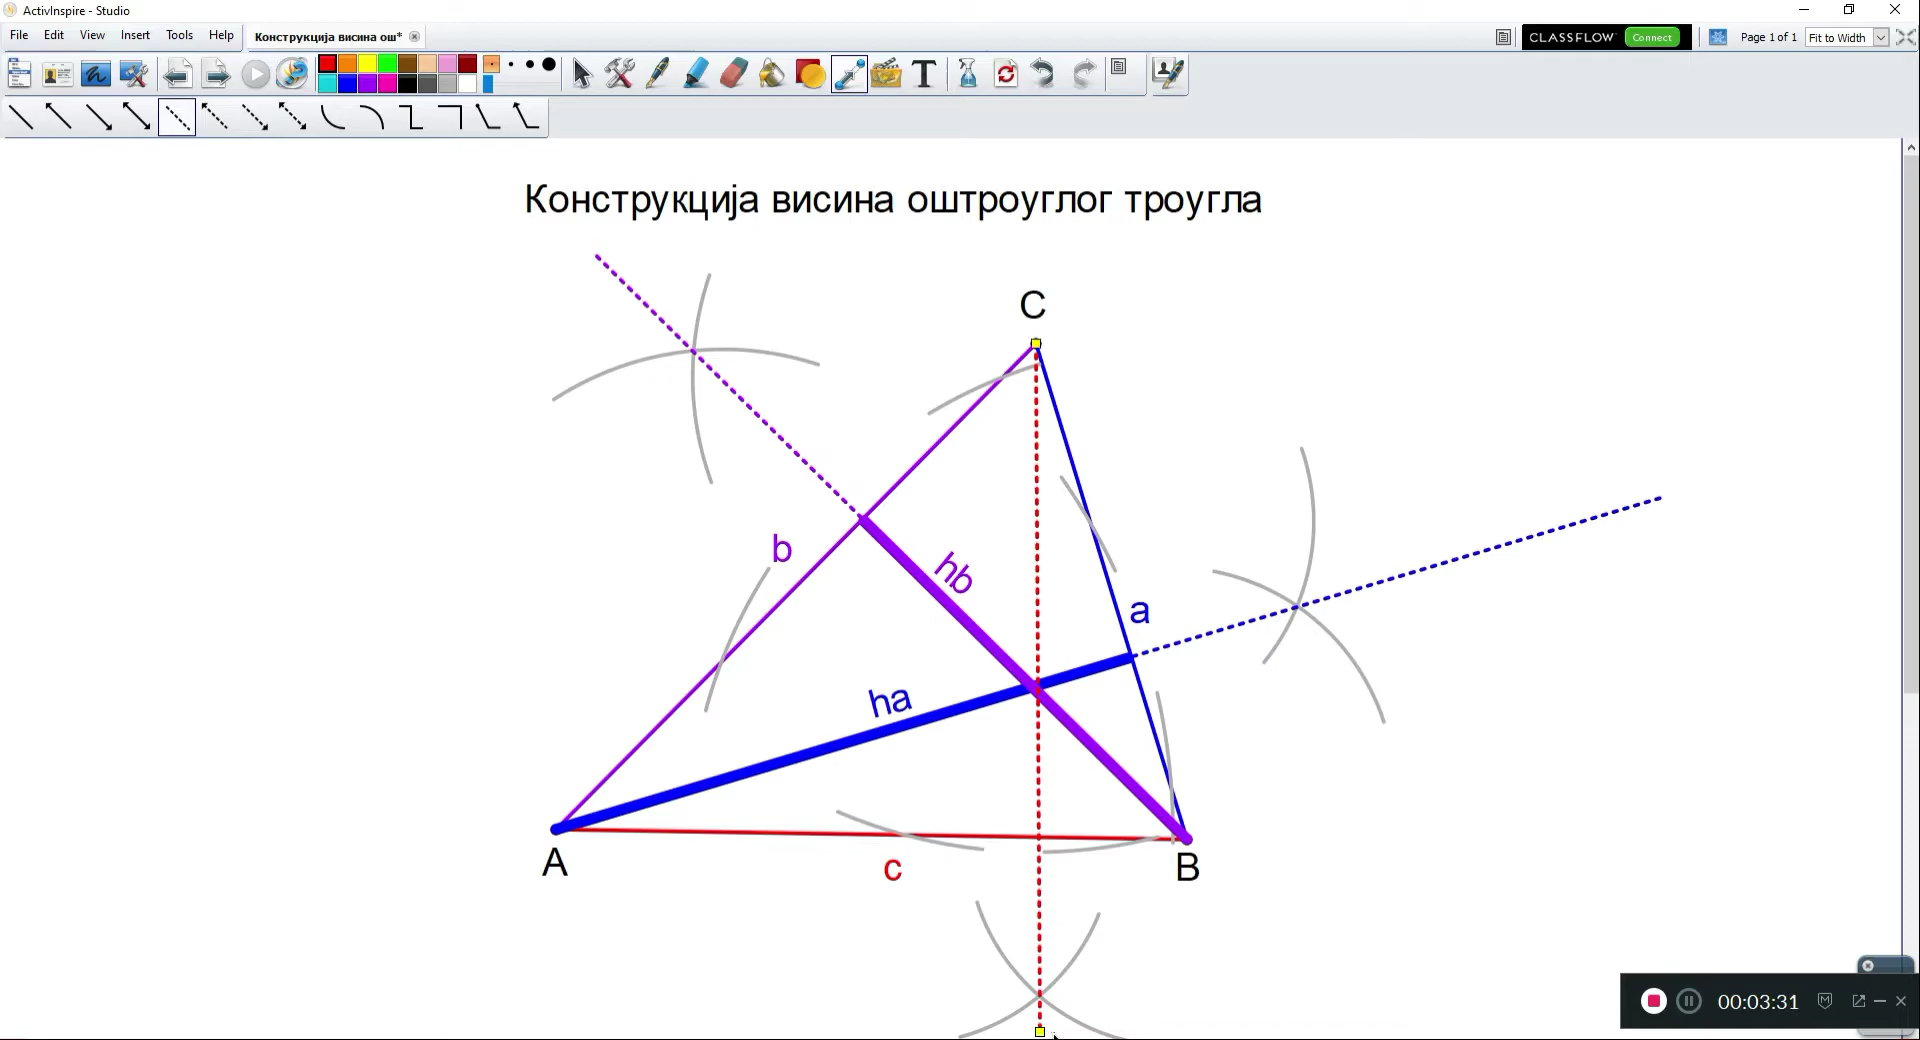 ActivInspire - Studio
File Edit View Insert Tools Help
Конструкција висина ош*
CLASSFLOW Connect
Page 1 of 1 Fit to Width
T
Конструкција висина оштроуглог троугла
C
b
hb
a
ha
A
c
B
00:03:31